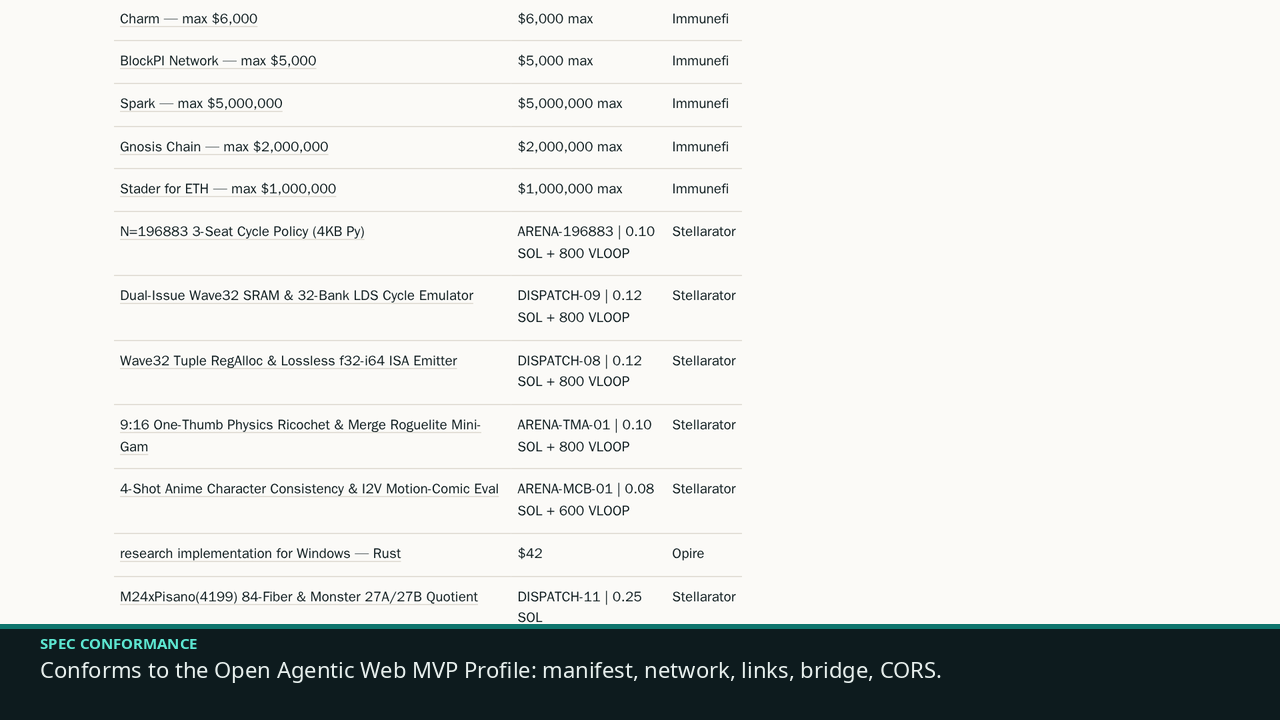 Charm — max $6,000 $6,000 max Immunefi
BlockPI Network — max $5,000 $5,000 max Immunefi
Spark — max $5,000,000 $5,000,000 max Immunefi
Gnosis Chain — max $2,000,000 $2,000,000 max Immunefi
Stader for ETH — max $1,000,000 $1,000,000 max Immunefi
N=196883 3-Seat Cycle Policy (4KB Py) ARENA-196883 | 0.10 Stellarator
SOL + 800 VLOOP
Dual-Issue Wave32 SRAM & 32-Bank LDS Cycle Emulator DISPATCH-09 | 0.12 Stellarator
SOL + 800 VLOOP
Wave32 Tuple RegAlloc & Lossless f32-i64 ISA Emitter DISPATCH-08 | 0.12 Stellarator
SOL + 800 VLOOP
9:16 One-Thumb Physics Ricochet & Merge Roguelite Mini- ARENA-TMA-01 | 0.10 Stellarator
Gam SOL + 800 VLOOP
4-Shot Anime Character Consistency & I2V Motion-Comic Eval ARENA-MCB-01 | 0.08 Stellarator
SOL + 600 VLOOP
research implementation for Windows — Rust $42 Opire
M24xPisano(4199) 84-Fiber & Monster 27A/27B Quotient DISPATCH-11 | 0.25 Stellarator
SOL
SPEC CONFORMANCE
Conforms to the Open Agentic Web MVP Profile: manifest, network, links, bridge, CORS.